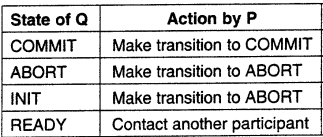 State of Q Action by P
COMMIT Make transition to COMMIT
ABORT Make transition to ABORT
INIT Make transition to ABORT
READY Contact another participant